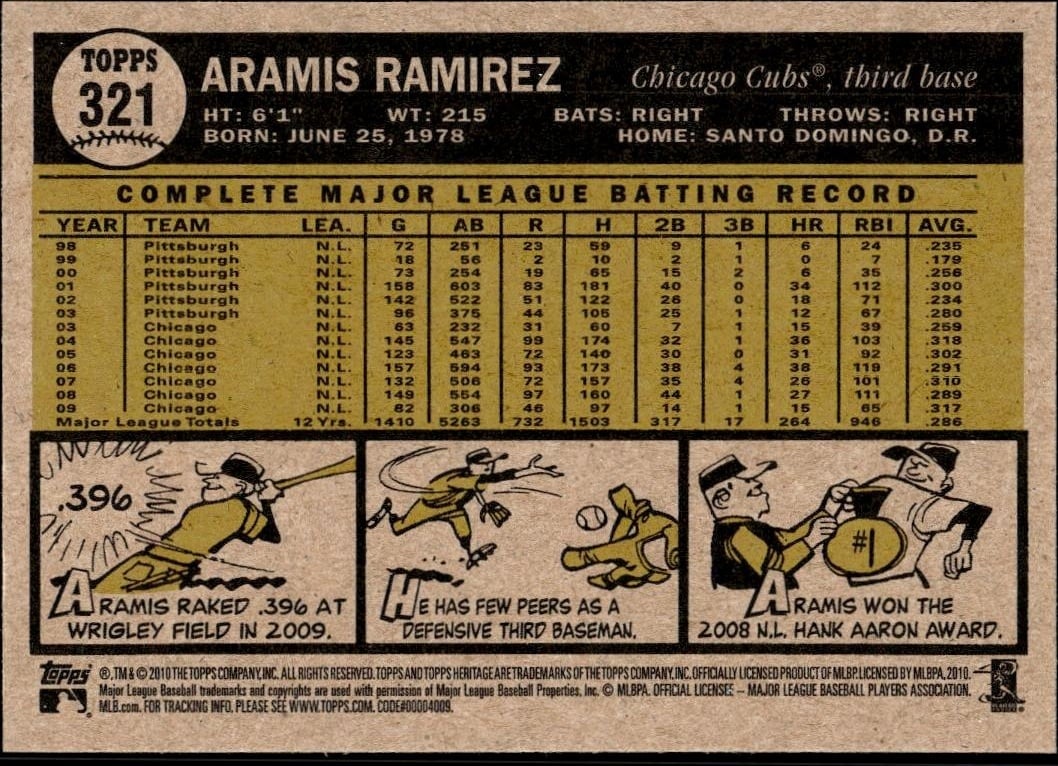 TOPPS
321
ARAMIS RAMIREZ
Chicago Cubs®, third base
HT: 6'1" WT: 215 BATS: RIGHT THROWS: RIGHT
BORN: JUNE 25, 1978 HOME: SANTO DOMINGO, D.R.
COMPLETE MAJOR LEAGUE BATTING RECORD
YEAR TEAM LEA. G AB R H 2B 3B HR RBI AVG.
98 Pittsburgh N.L. 72 251 23 59 9 1 6 24 .235
99 Pittsburgh N.L. 18 56 2 10 2 1 0 7 .179
00 Pittsburgh N.L. 73 254 19 65 15 2 6 35 .256
01 Pittsburgh N.L. 158 603 83 181 40 0 34 112 .300
02 Pittsburgh N.L. 142 522 51 122 26 0 18 71 .234
03 Pittsburgh N.L. 96 375 44 105 25 1 12 67 .280
03 Chicago N.L. 63 232 31 60 7 1 15 39 .259
04 Chicago N.L. 145 547 99 174 32 1 36 103 .318
05 Chicago N.L. 123 463 72 140 30 0 31 92 .302
06 Chicago N.L. 157 594 93 173 38 4 38 119 .291
07 Chicago N.L. 132 506 72 157 35 4 26 101 .310
08 Chicago N.L. 149 554 97 160 44 1 27 111 .289
09 Chicago N.L. 82 306 46 97 14 1 15 65 .317
Major League Totals 12 Yrs. 1410 5263 732 1503 317 17 264 946 .286
.396
ARAMIS RAKED .396 AT
WRIGLEY FIELD IN 2009.
HE HAS FEW PEERS AS A
DEFENSIVE THIRD BASEMAN.
#1
ARAMIS WON THE
2008 N.L. HANK AARON AWARD.
Topps ®, TM & © 2010 THE TOPPS COMPANY, INC. ALL RIGHTS RESERVED. TOPPS AND TOPPS HERITAGE ARE TRADEMARKS OF THE TOPPS COMPANY, INC. OFFICIALLY LICENSED PRODUCT OF MLBP. LICENSED BY MLBPA, 2010.
Major League Baseball trademarks and copyrights are used with permission of Major League Baseball Properties, Inc. © MLBPA. OFFICIAL LICENSEE – MAJOR LEAGUE BASEBALL PLAYERS ASSOCIATION.
MLB.com. FOR TRACKING INFO, PLEASE SEE WWW.TOPPS.COM. CODE#00004009.